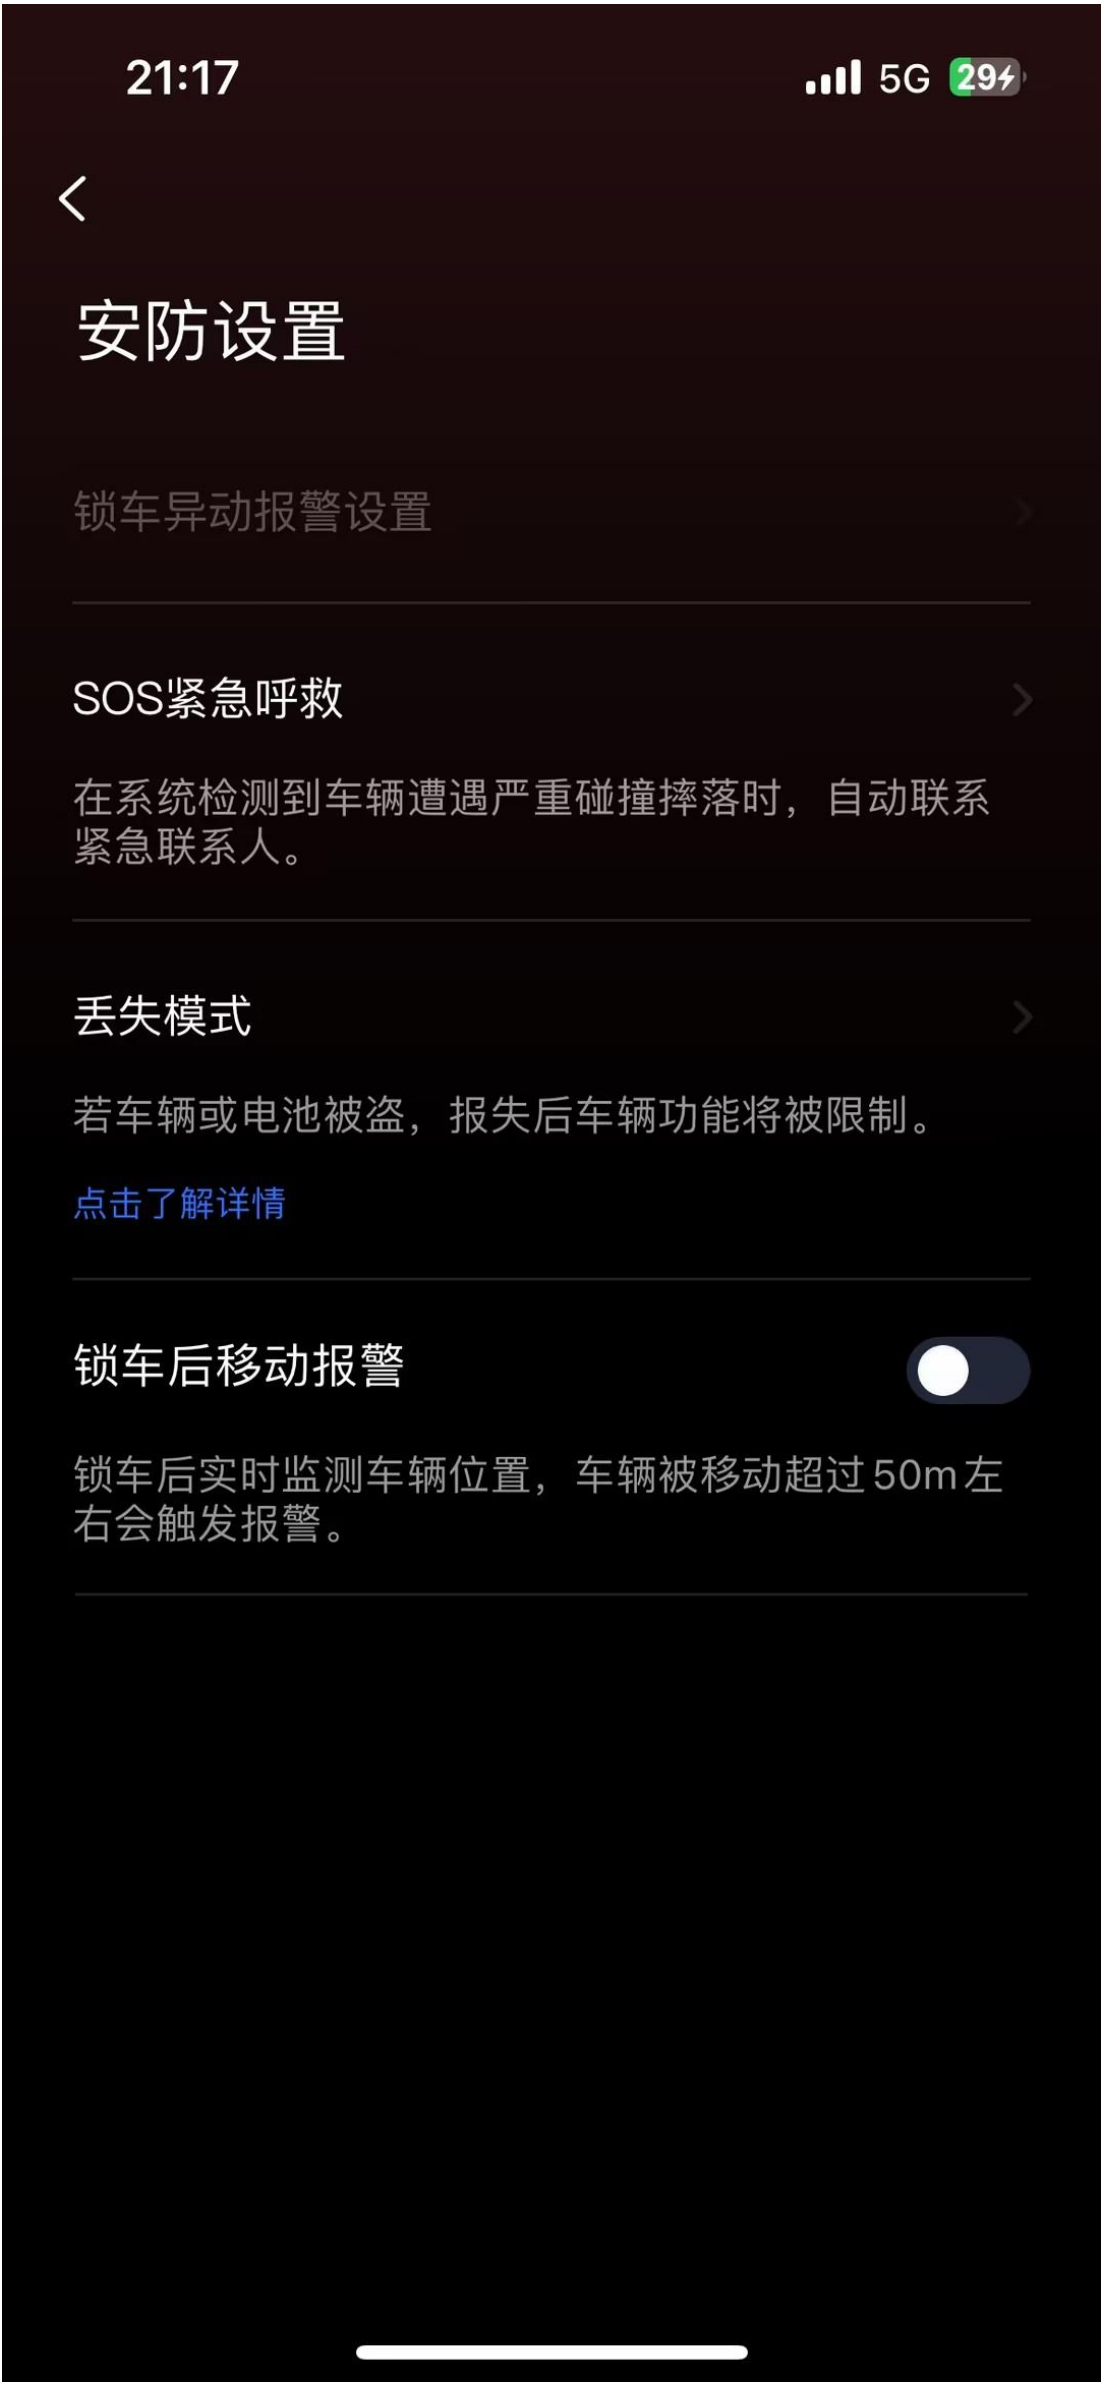 21:17
5G 29
安防设置
锁车异动报警设置
SOS紧急呼救
在系统检测到车辆遭遇严重碰撞摔落时，自动联系
紧急联系人。
丢失模式
若车辆或电池被盗，报失后车辆功能将被限制。
点击了解详情
锁车后移动报警
锁车后实时监测车辆位置，车辆被移动超过50m左
右会触发报警。